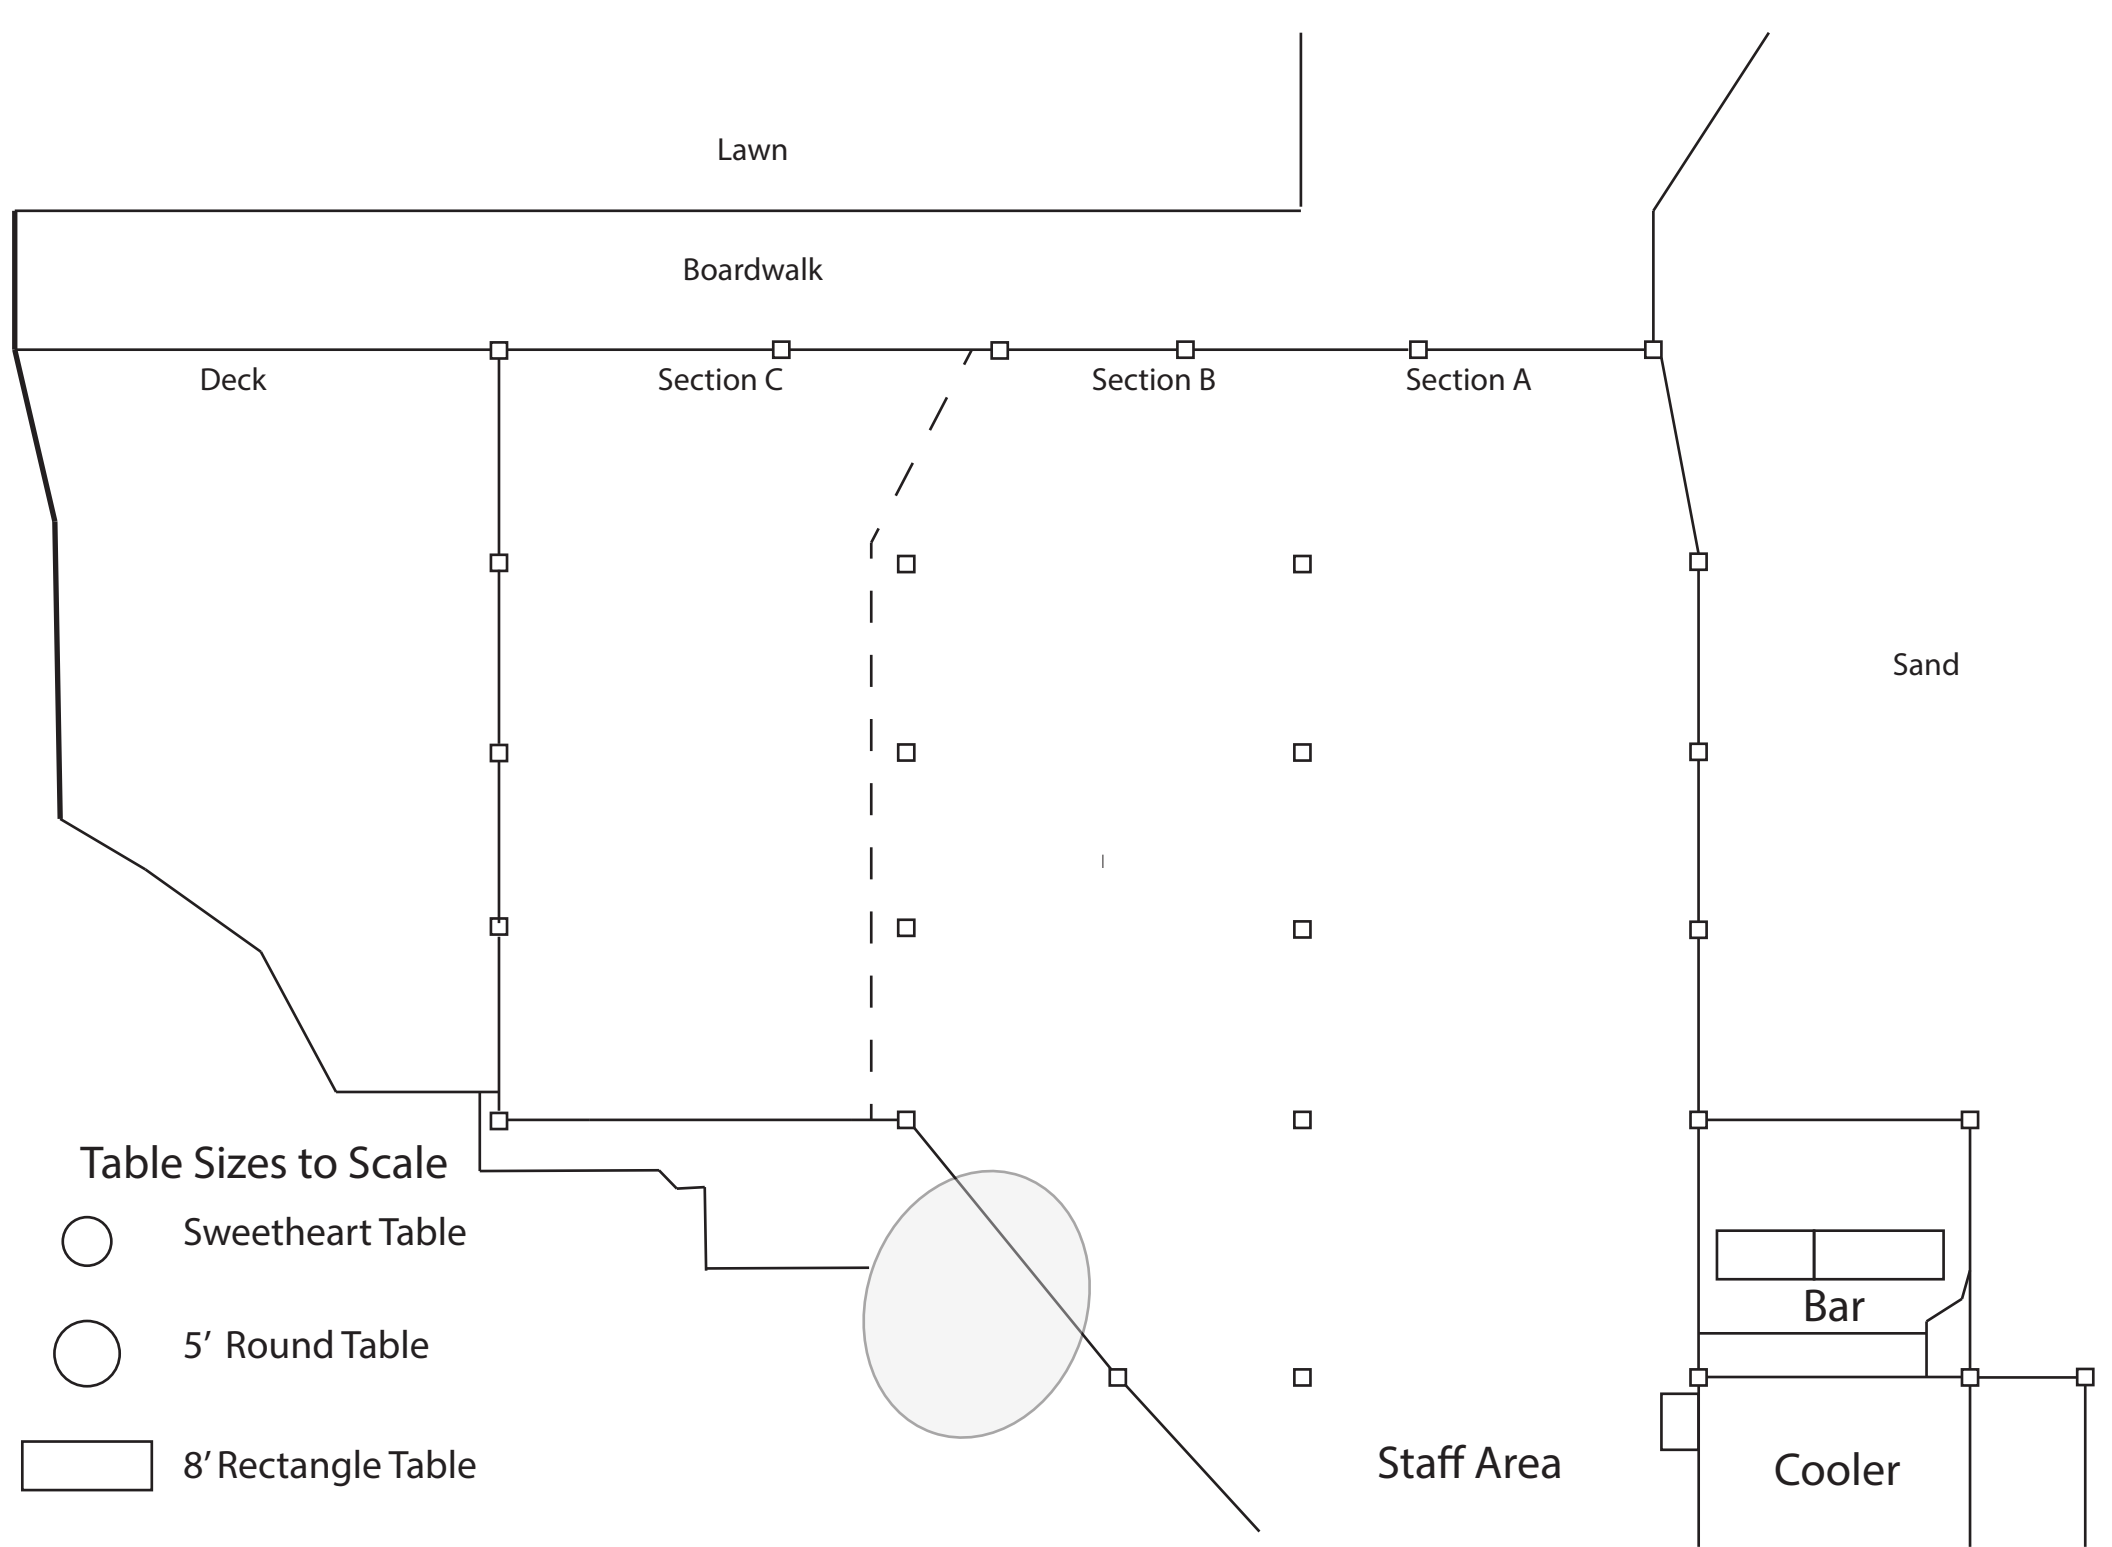 Lawn
Boardwalk
Deck
Section C
Section B
Section A
Sand
Table Sizes to Scale
Sweetheart Table
5’ Round Table
8’ Rectangle Table
Bar
Staff Area
Cooler